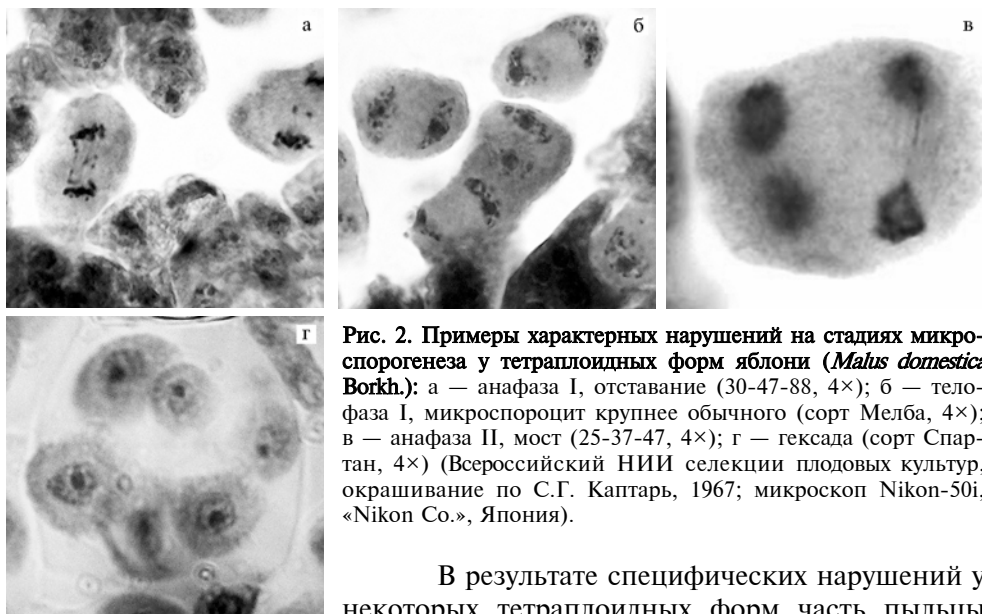 а
б
в
г
Рис. 2. Примеры характерных нарушений на стадиях микро-
спорогенеза у тетраплоидных форм яблони (Malus domestica
Borkh.): а — анафаза I, отставание (30-47-88, 4×); б — тело-
фаза I, микроспороцит крупнее обычного (сорт Мелба, 4×);
в — анафаза II, мост (25-37-47, 4×); г — гексада (сорт Спар-
тан, 4×) (Всероссийский НИИ селекции плодовых культур,
окрашивание по С.Г. Каптарь, 1967; микроскоп Nikon-50i,
«Nikon Co.», Япония).
В результате специфических нарушений у
некоторых тетраплоидных форм часть пыльцы